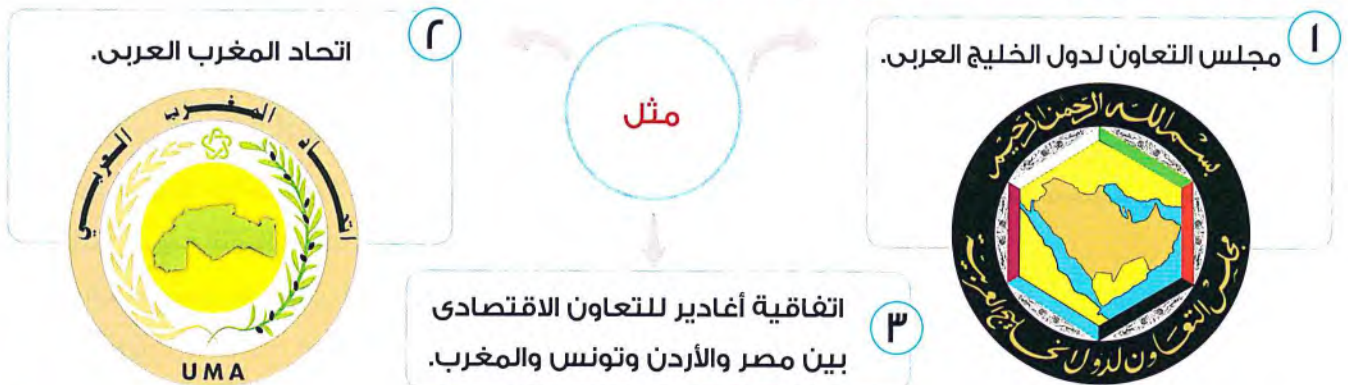 مثل
١
مجلس التعاون لدول الخليج العربى.
بسم الله الرحمن الرحيم
مجلس التعاون لدول الخليج العربية
٢
اتحاد المغرب العربى.
اتحاد المغرب العربي
UMA
٣
اتفاقية أغادير للتعاون الاقتصادى
بين مصر والأردن وتونس والمغرب.